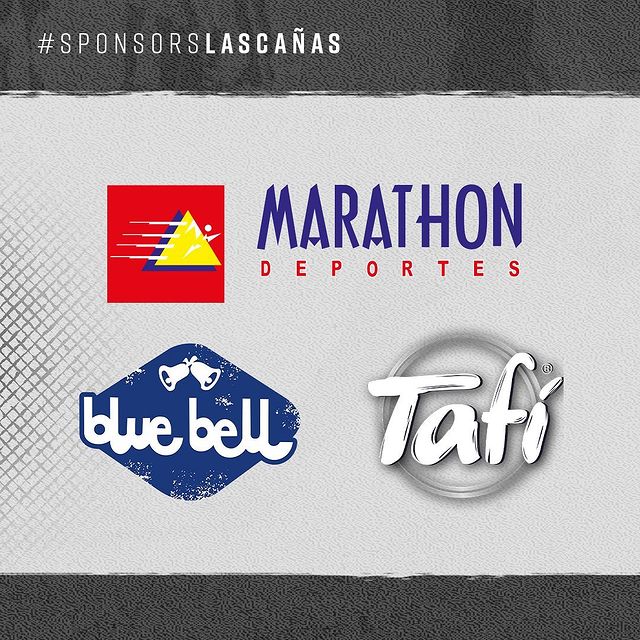 #SPONSORSLASCAÑAS
MARATHON
DEPORTES
blue bell
Tafí®